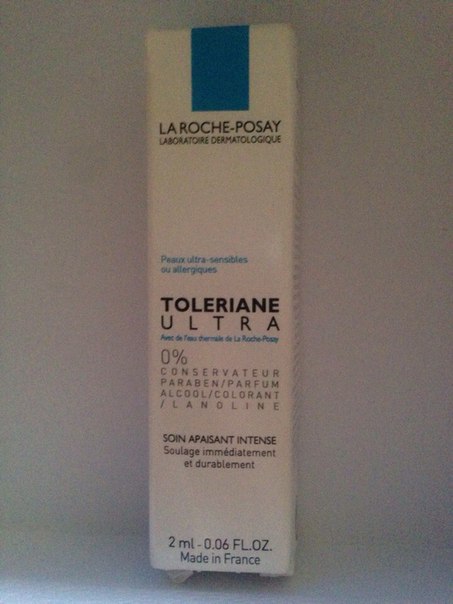 LA ROCHE-POSAY
LABORATOIRE DERMATOLOGIQUE
Peaux ultra-sensibles
ou allergiques
TOLERIANE
ULTRA
Avec de l'eau thermale de La Roche-Posay
0%
CONSERVATEUR
PARABEN/PARFUM
ALCOOL/COLORANT
/LANOLINE
SOIN APAISANT INTENSE
Soulage immédiatement
et durablement
2 ml - 0.06 FL.OZ.
Made in France